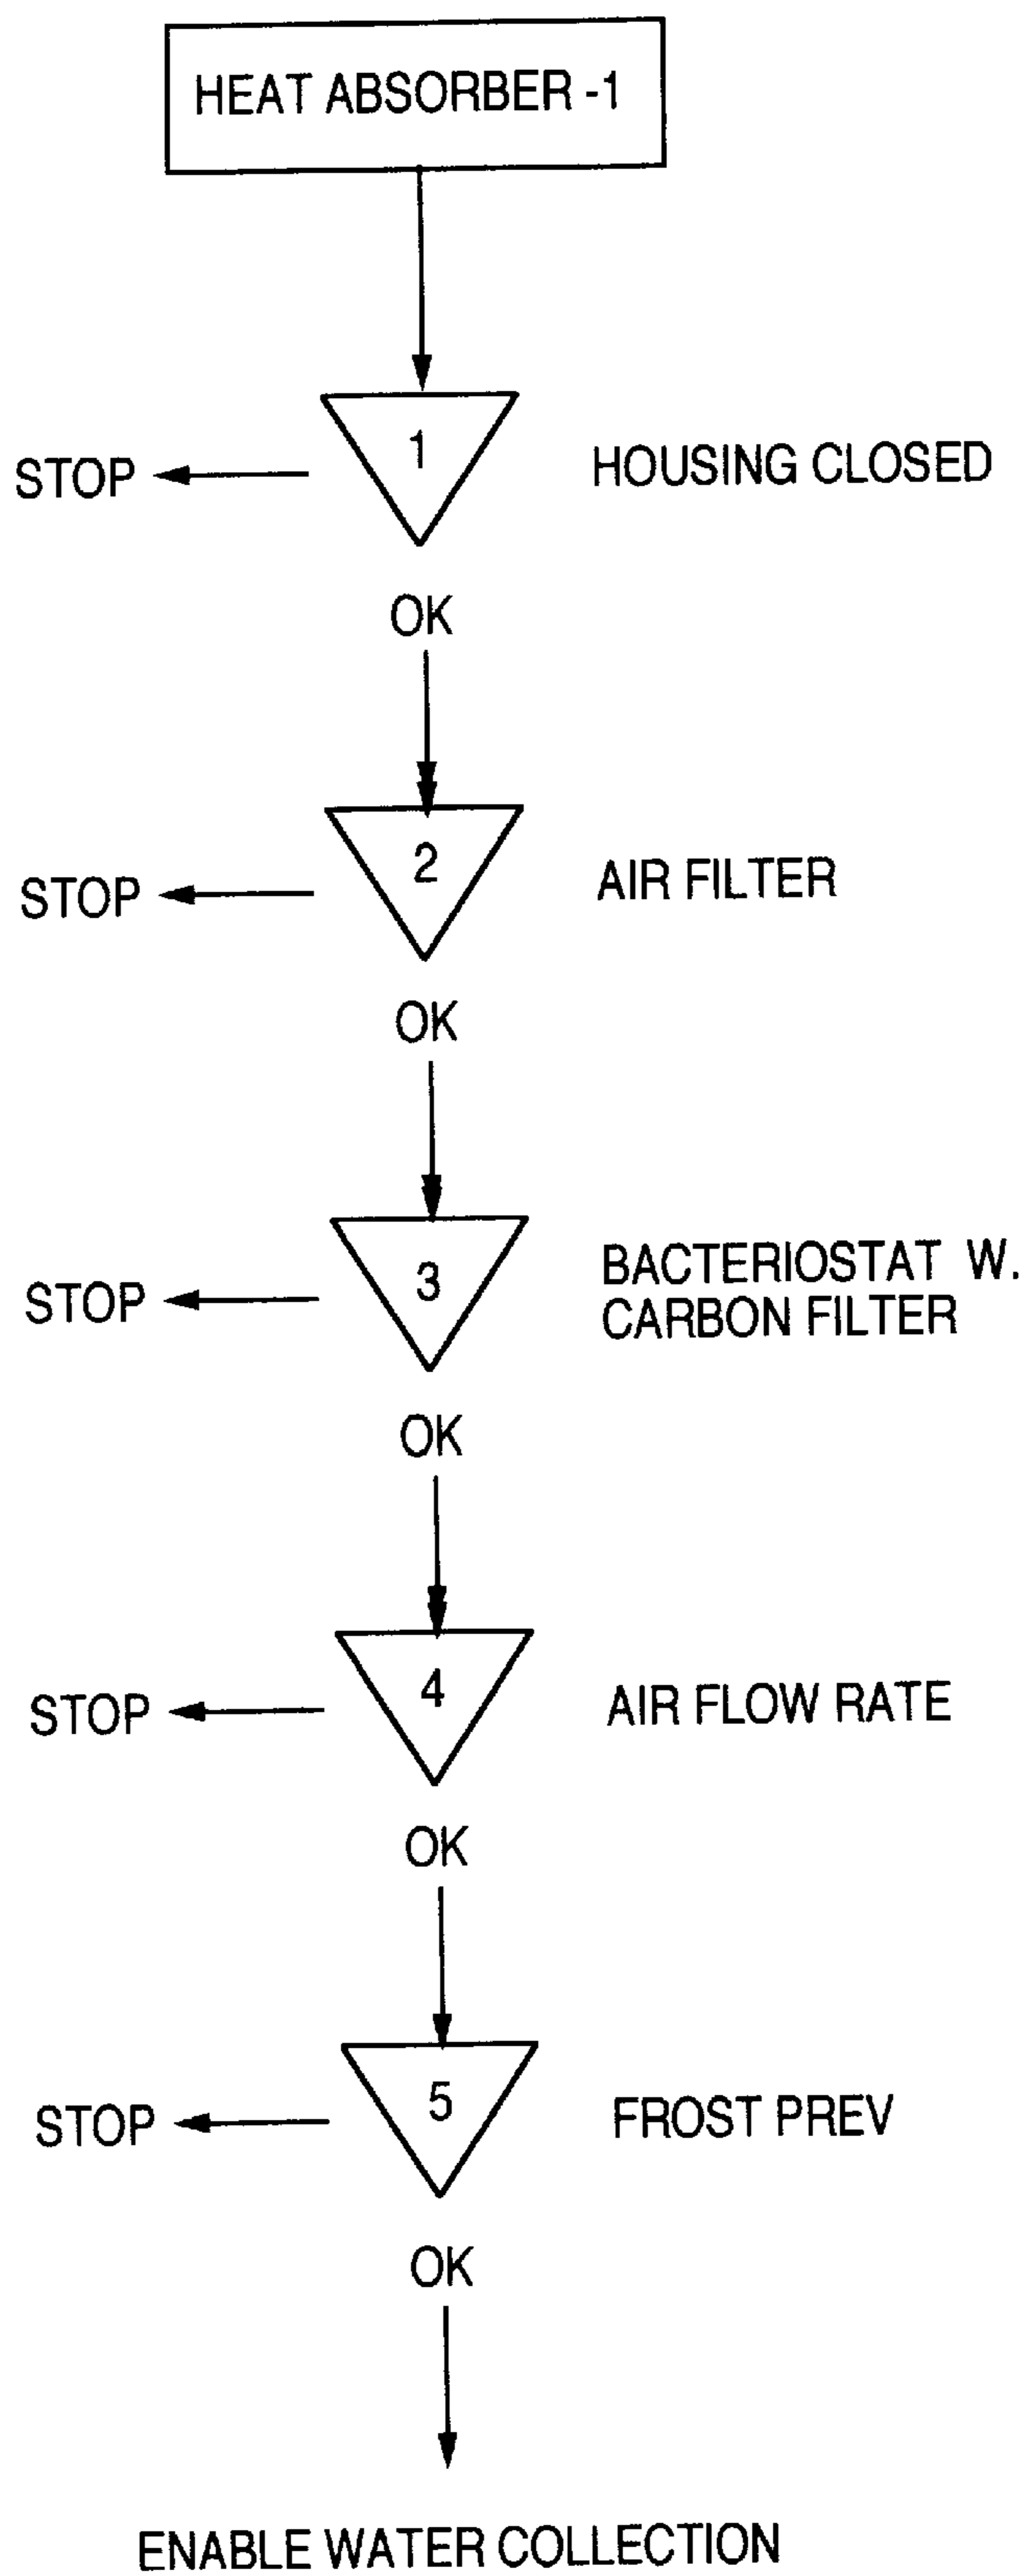 HEAT ABSORBER -1
1
STOP
HOUSING CLOSED
OK
2
STOP
AIR FILTER
OK
3
STOP
BACTERIOSTAT W.
CARBON FILTER
OK
4
STOP
AIR FLOW RATE
OK
5
STOP
FROST PREV
OK
ENABLE WATER COLLECTION